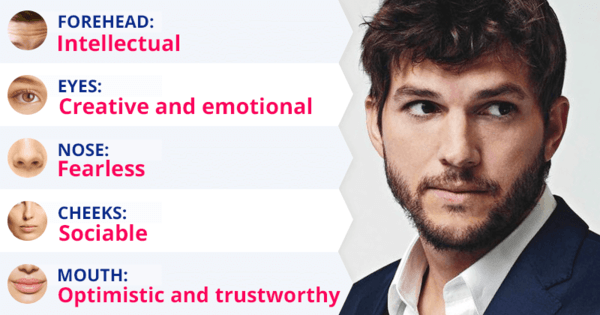 FOREHEAD:
Intellectual
EYES:
Creative and emotional
NOSE:
Fearless
CHEEKS:
Sociable
MOUTH:
Optimistic and trustworthy